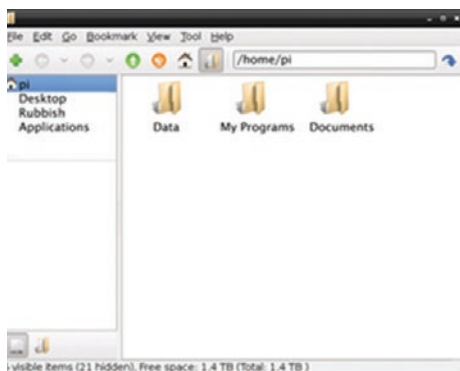 File Edit Go Bookmark View Tool Help
/home/pi
pi
Desktop
Rubbish
Applications
Data My Programs Documents
visible items (21 hidden). Free space: 1.4 TB (Total: 1.4 TB )